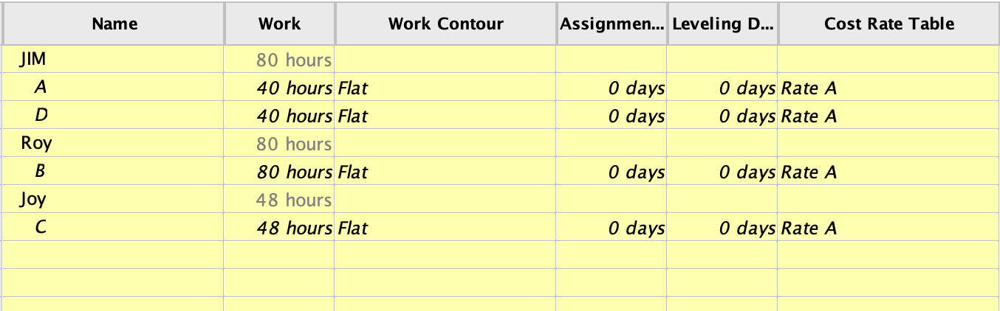 Name Work Work Contour Assignmen... Leveling D... Cost Rate Table
JIM 80 hours
A 40 hours Flat 0 days 0 days Rate A
D 40 hours Flat 0 days 0 days Rate A
Roy 80 hours
B 80 hours Flat 0 days 0 days Rate A
Joy 48 hours
C 48 hours Flat 0 days 0 days Rate A